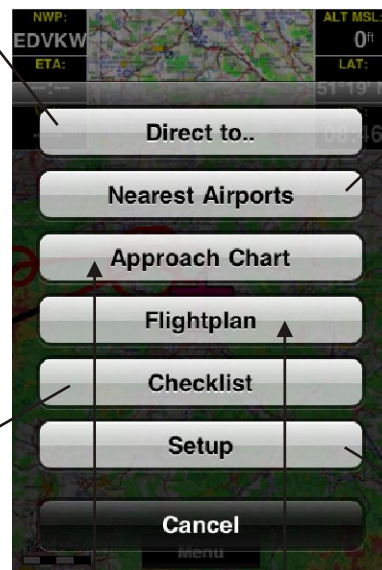 NWP:
ALT MSL:
EDVKW
0ft
ETA:
LAT:
--:--
51°19'
Direct to..
08:46
Nearest Airports
Approach Chart
Flightplan
Checklist
Setup
Cancel
Menu